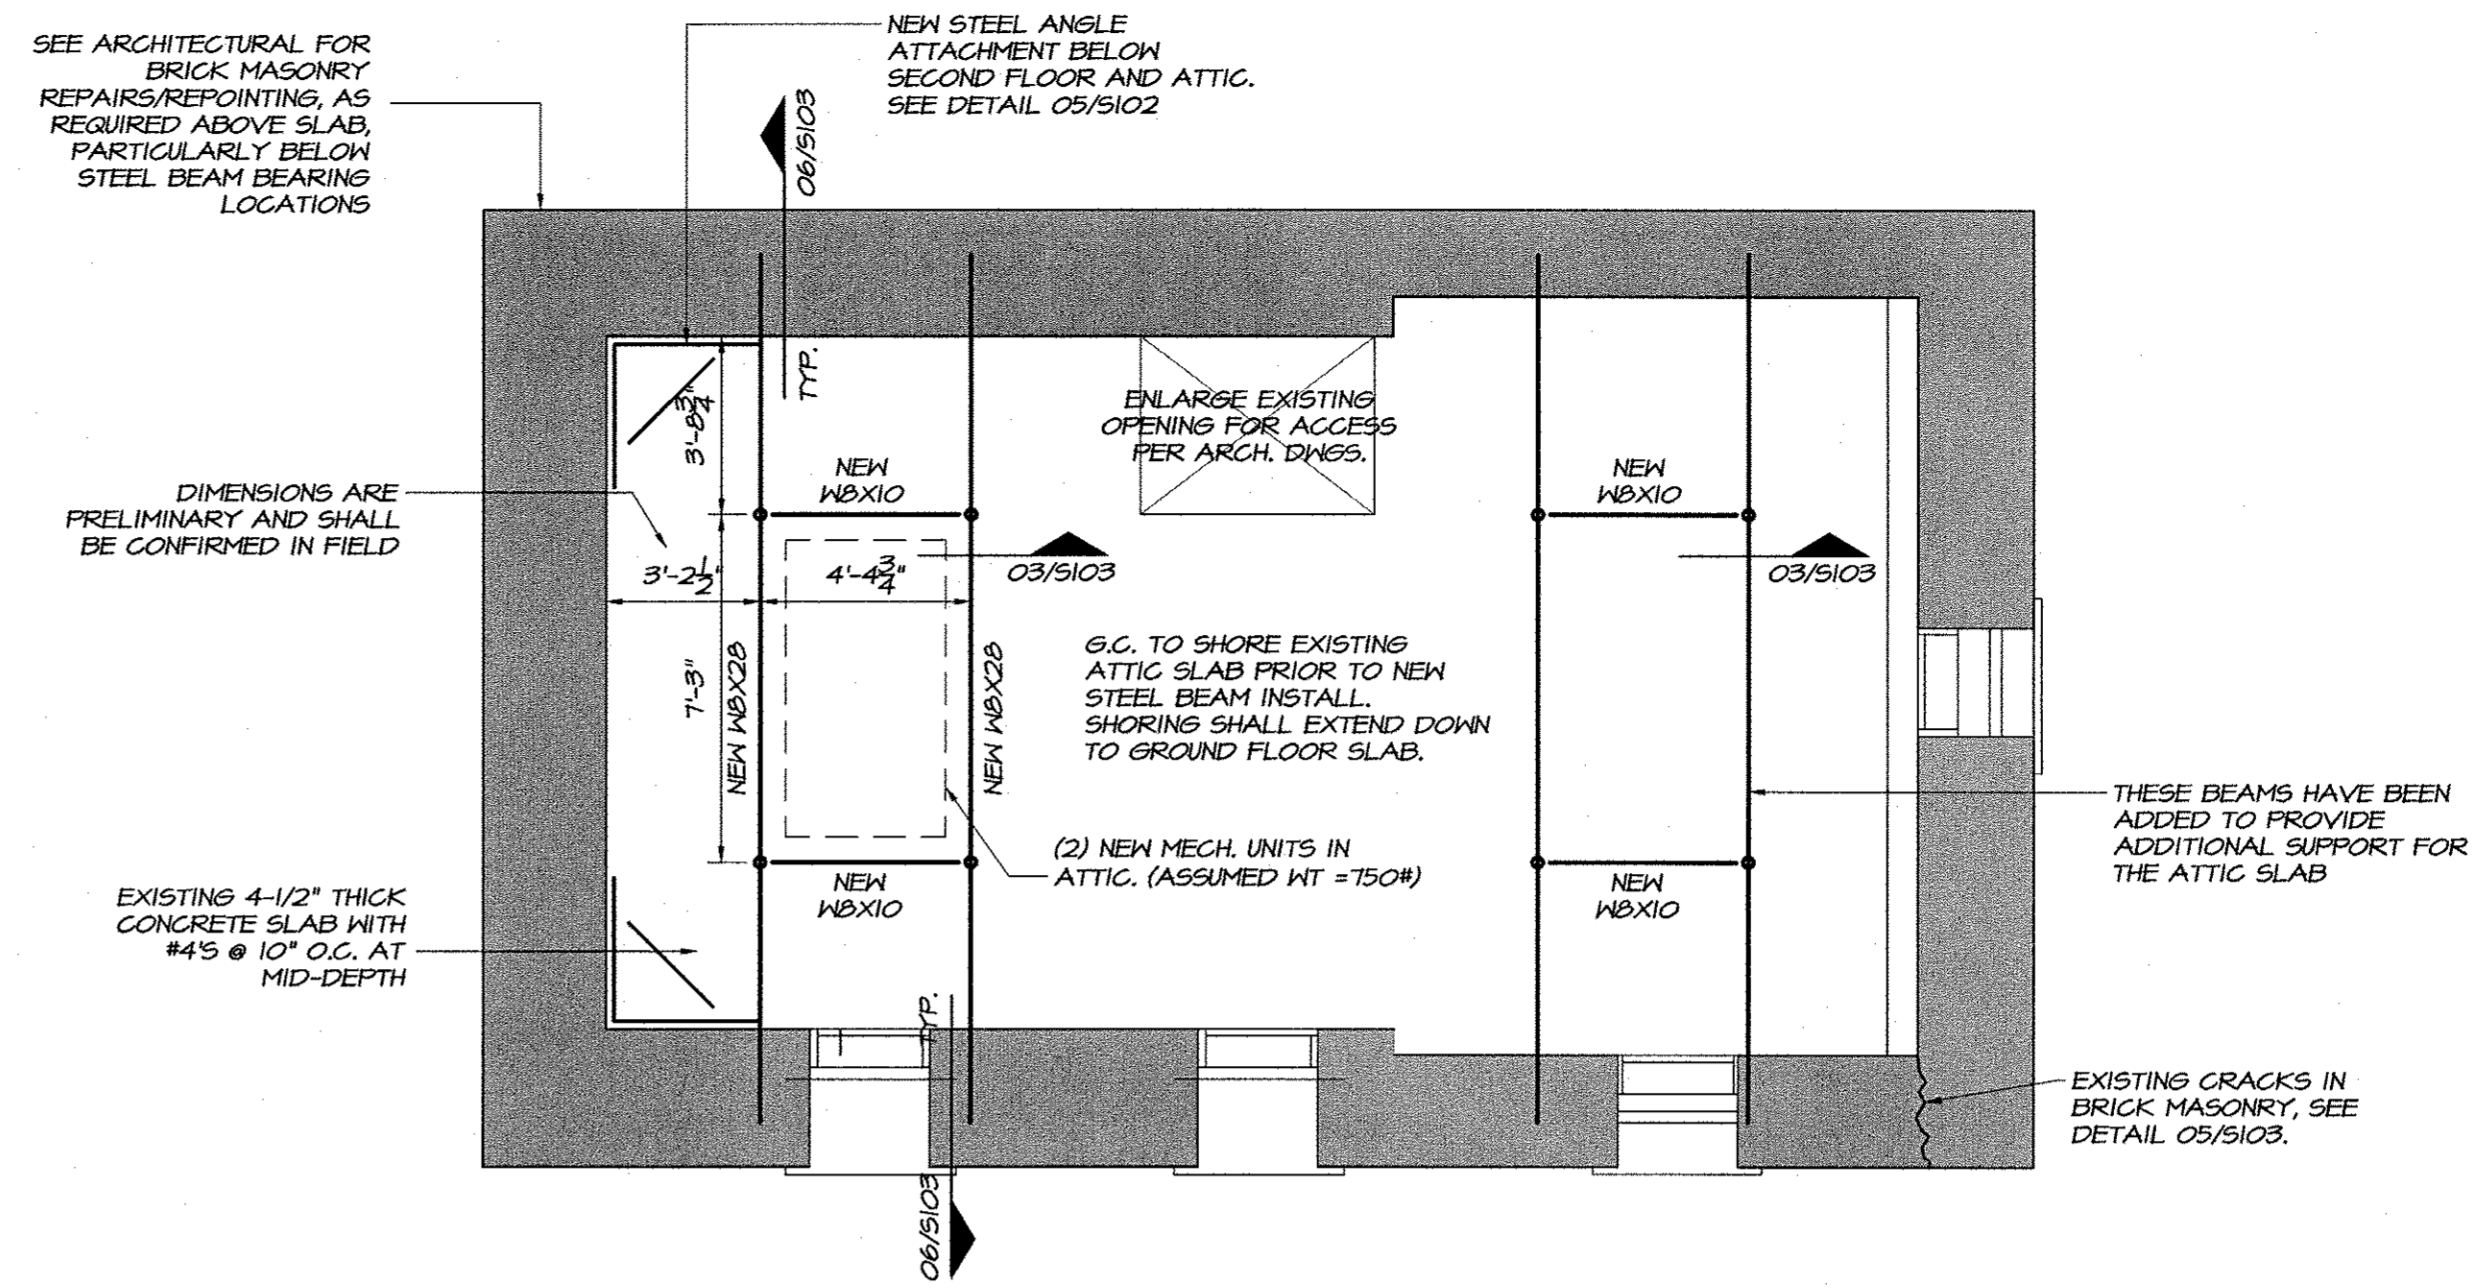 SEE ARCHITECTURAL FOR
BRICK MASONRY
REPAIRS/REPOINTING, AS
REQUIRED ABOVE SLAB,
PARTICULARLY BELOW
STEEL BEAM BEARING
LOCATIONS
NEW STEEL ANGLE
ATTACHMENT BELOW
SECOND FLOOR AND ATTIC.
SEE DETAIL 05/S102
06/S103
TYP.
3'-8 3/4"
ENLARGE EXISTING
OPENING FOR ACCESS
PER ARCH. DWGS.
NEW
W8X10
NEW
W8X10
DIMENSIONS ARE
PRELIMINARY AND SHALL
BE CONFIRMED IN FIELD
3'-2 1/2"
4'-4 3/4"
03/S103
03/S103
7'-3"
NEW W8X28
NEW W8X28
G.C. TO SHORE EXISTING
ATTIC SLAB PRIOR TO NEW
STEEL BEAM INSTALL.
SHORING SHALL EXTEND DOWN
TO GROUND FLOOR SLAB.
THESE BEAMS HAVE BEEN
ADDED TO PROVIDE
ADDITIONAL SUPPORT FOR
THE ATTIC SLAB
(2) NEW MECH. UNITS IN
ATTIC. (ASSUMED WT =750#)
NEW
W8X10
NEW
W8X10
EXISTING 4-1/2" THICK
CONCRETE SLAB WITH
#4'S @ 10" O.C. AT
MID-DEPTH
TYP.
06/S103
EXISTING CRACKS IN
BRICK MASONRY, SEE
DETAIL 05/S103.